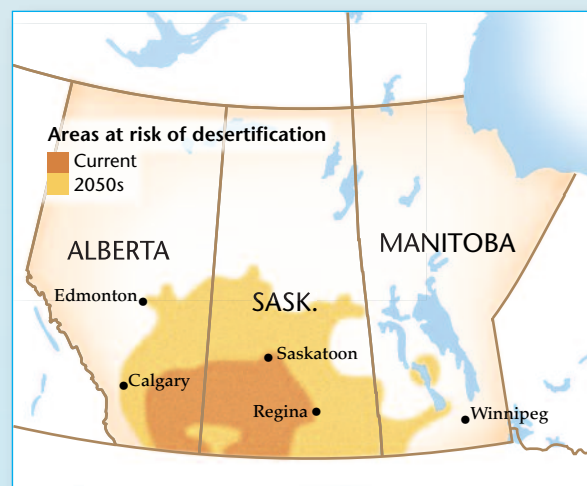 Areas at risk of desertification
Current
2050s
ALBERTA
MANITOBA
Edmonton
SASK.
Saskatoon
Calgary
Regina
Winnipeg